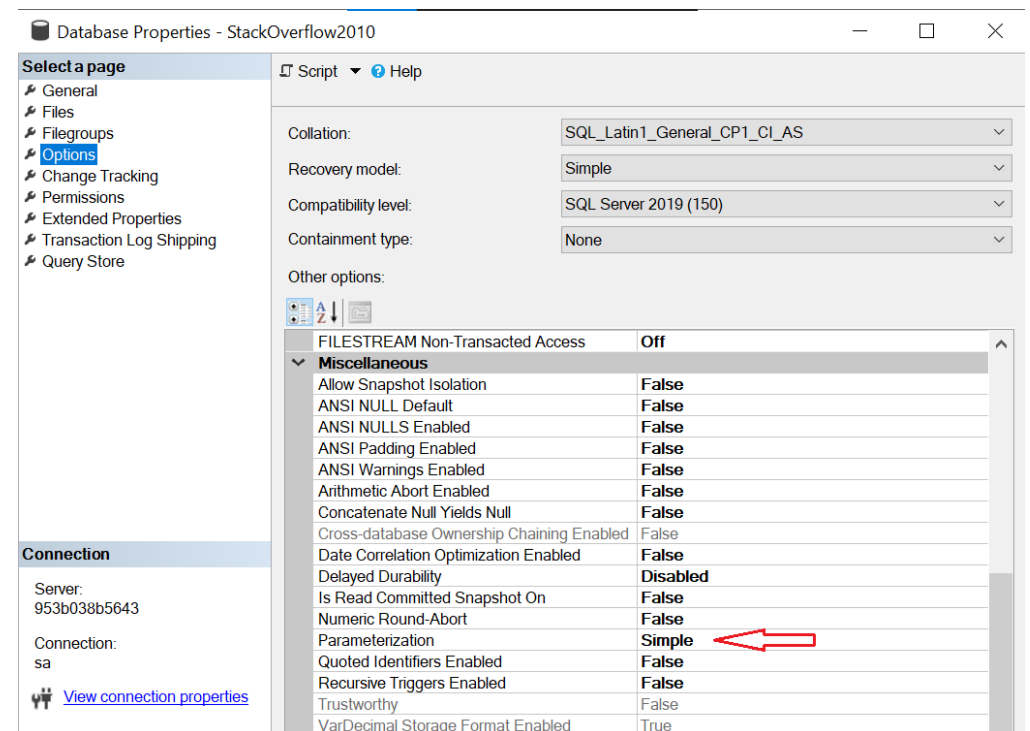 Database Properties - StackOverflow2010
Select a page
General
Files
Filegroups
Options
Change Tracking
Permissions
Extended Properties
Transaction Log Shipping
Query Store
Connection
Server:
953b038b5643
Connection:
sa
View connection properties
Script Help
Collation: SQL_Latin1_General_CP1_CI_AS
Recovery model: Simple
Compatibility level: SQL Server 2019 (150)
Containment type: None
Other options:
FILESTREAM Non-Transacted Access Off
Miscellaneous
Allow Snapshot Isolation False
ANSI NULL Default False
ANSI NULLS Enabled False
ANSI Padding Enabled False
ANSI Warnings Enabled False
Arithmetic Abort Enabled False
Concatenate Null Yields Null False
Cross-database Ownership Chaining Enabled False
Date Correlation Optimization Enabled False
Delayed Durability Disabled
Is Read Committed Snapshot On False
Numeric Round-Abort False
Parameterization Simple
Quoted Identifiers Enabled False
Recursive Triggers Enabled False
Trustworthy False
VarDecimal Storage Format Enabled True